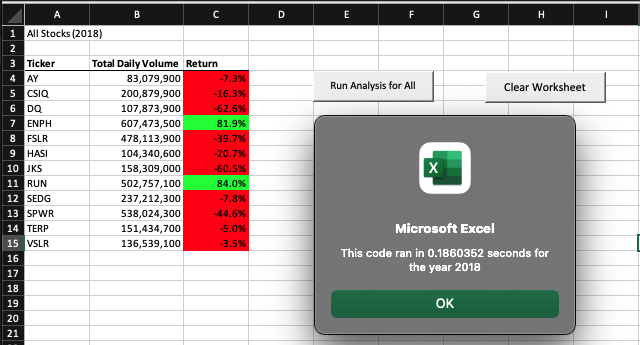 A B C D E F G H I
1 All Stocks (2018)
2
3 Ticker Total Daily Volume Return
4 AY 83,079,900 -7.3%
5 CSIQ 200,879,900 -16.3%
6 DQ 107,873,900 -62.6%
7 ENPH 607,473,500 81.9%
8 FSLR 478,113,900 -39.7%
9 HASI 104,340,600 -20.7%
10 JKS 158,309,000 -60.5%
11 RUN 502,757,100 84.0%
12 SEDG 237,212,300 -7.8%
13 SPWR 538,024,300 -44.6%
14 TERP 151,434,700 -5.0%
15 VSLR 136,539,100 -3.5%
16
17
18
19
20
21
Run Analysis for All
Clear Worksheet
X
Microsoft Excel
This code ran in 0.1860352 seconds for
the year 2018
OK